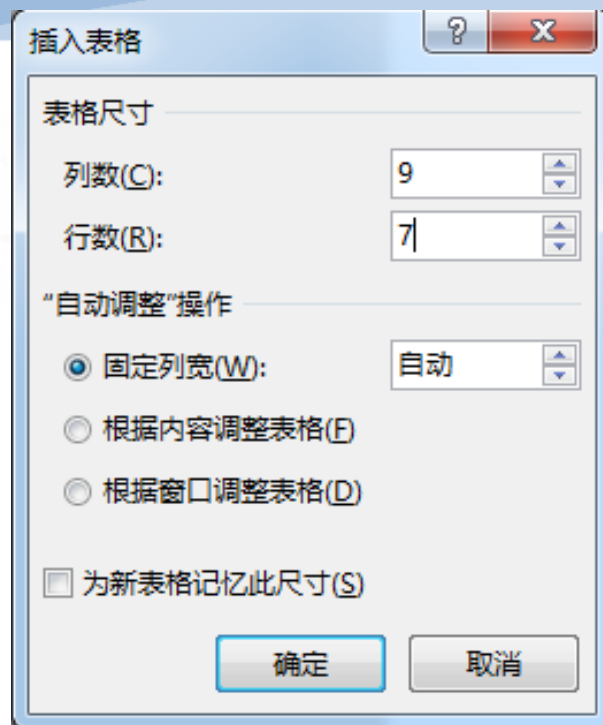 插入表格
表格尺寸
列数(C): 9
行数(R): 7
“自动调整”操作
固定列宽(W): 自动
根据内容调整表格(F)
根据窗口调整表格(D)
为新表格记忆此尺寸(S)
确定 取消